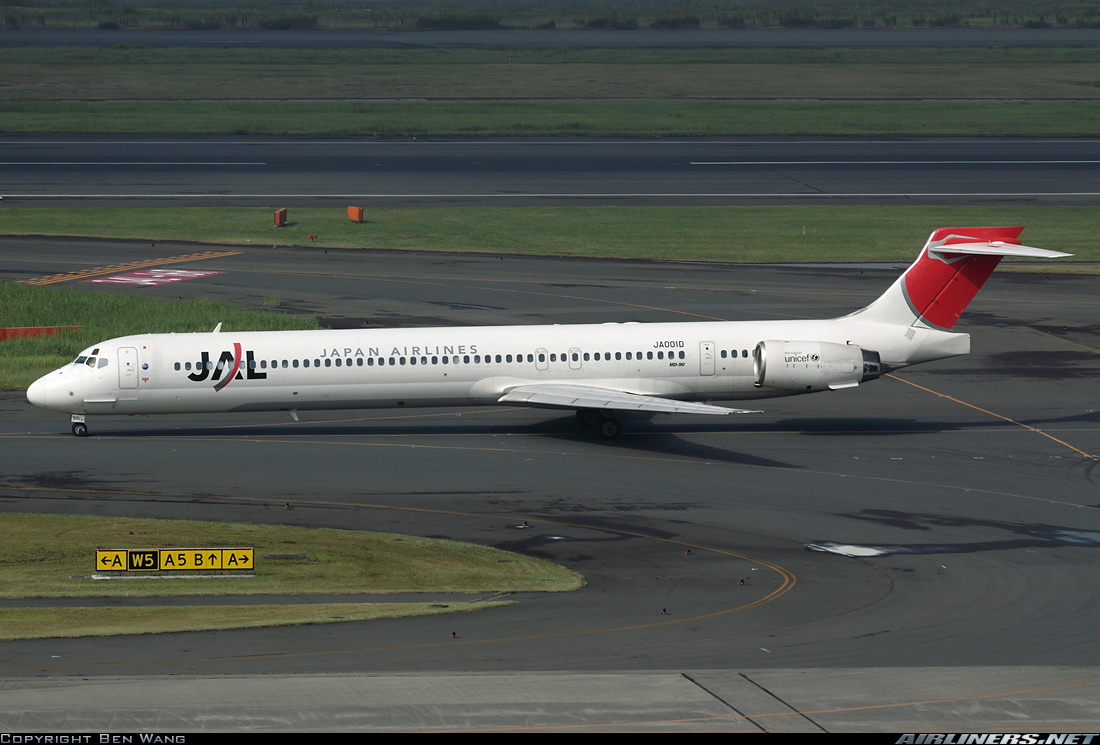 JAL
JAPAN AIRLINES
JA001D
MD-90
unicef
←A W5 A5 B↑ A→
Copyright Ben Wang
AIRLINERS.NET